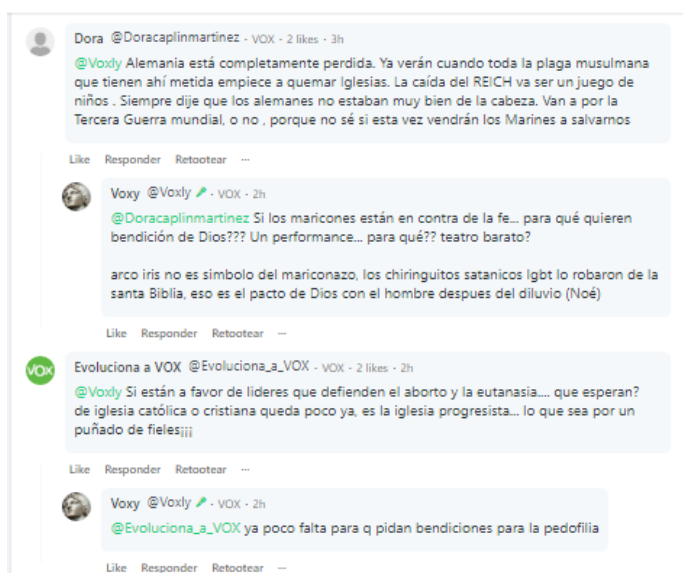 Dora @Doracaplinmartinez - VOX - 2 likes - 3h
@Voxly Alemania está completamente perdida. Ya verán cuando toda la plaga musulmana
que tienen ahí metida empiece a quemar Iglesias. La caída del REICH va ser un juego de
niños . Siempre dije que los alemanes no estaban muy bien de la cabeza. Van a por la
Tercera Guerra mundial, o no , porque no sé si esta vez vendrán los Marines a salvarnos
Like Responder Retootear ...
Voxy @Voxly - VOX - 2h
@Doracaplinmartinez Si los maricones están en contra de la fe... para qué quieren
bendición de Dios??? Un performance... para qué?? teatro barato?
arco iris no es simbolo del mariconazo, los chiringuitos satanicos lgbt lo robaron de la
santa Biblia, eso es el pacto de Dios con el hombre despues del diluvio (Noé)
Like Responder Retootear ...
VOX
Evoluciona a VOX @Evoluciona_a_VOX - VOX - 2 likes - 2h
@Voxly Si están a favor de lideres que defienden el aborto y la eutanasia.... que esperan?
de iglesia católica o cristiana queda poco ya, es la iglesia progresista... lo que sea por un
puñado de fieles¡¡¡
Like Responder Retootear ...
Voxy @Voxly - VOX - 2h
@Evoluciona_a_VOX ya poco falta para q pidan bendiciones para la pedofilia
Like Responder Retootear ...